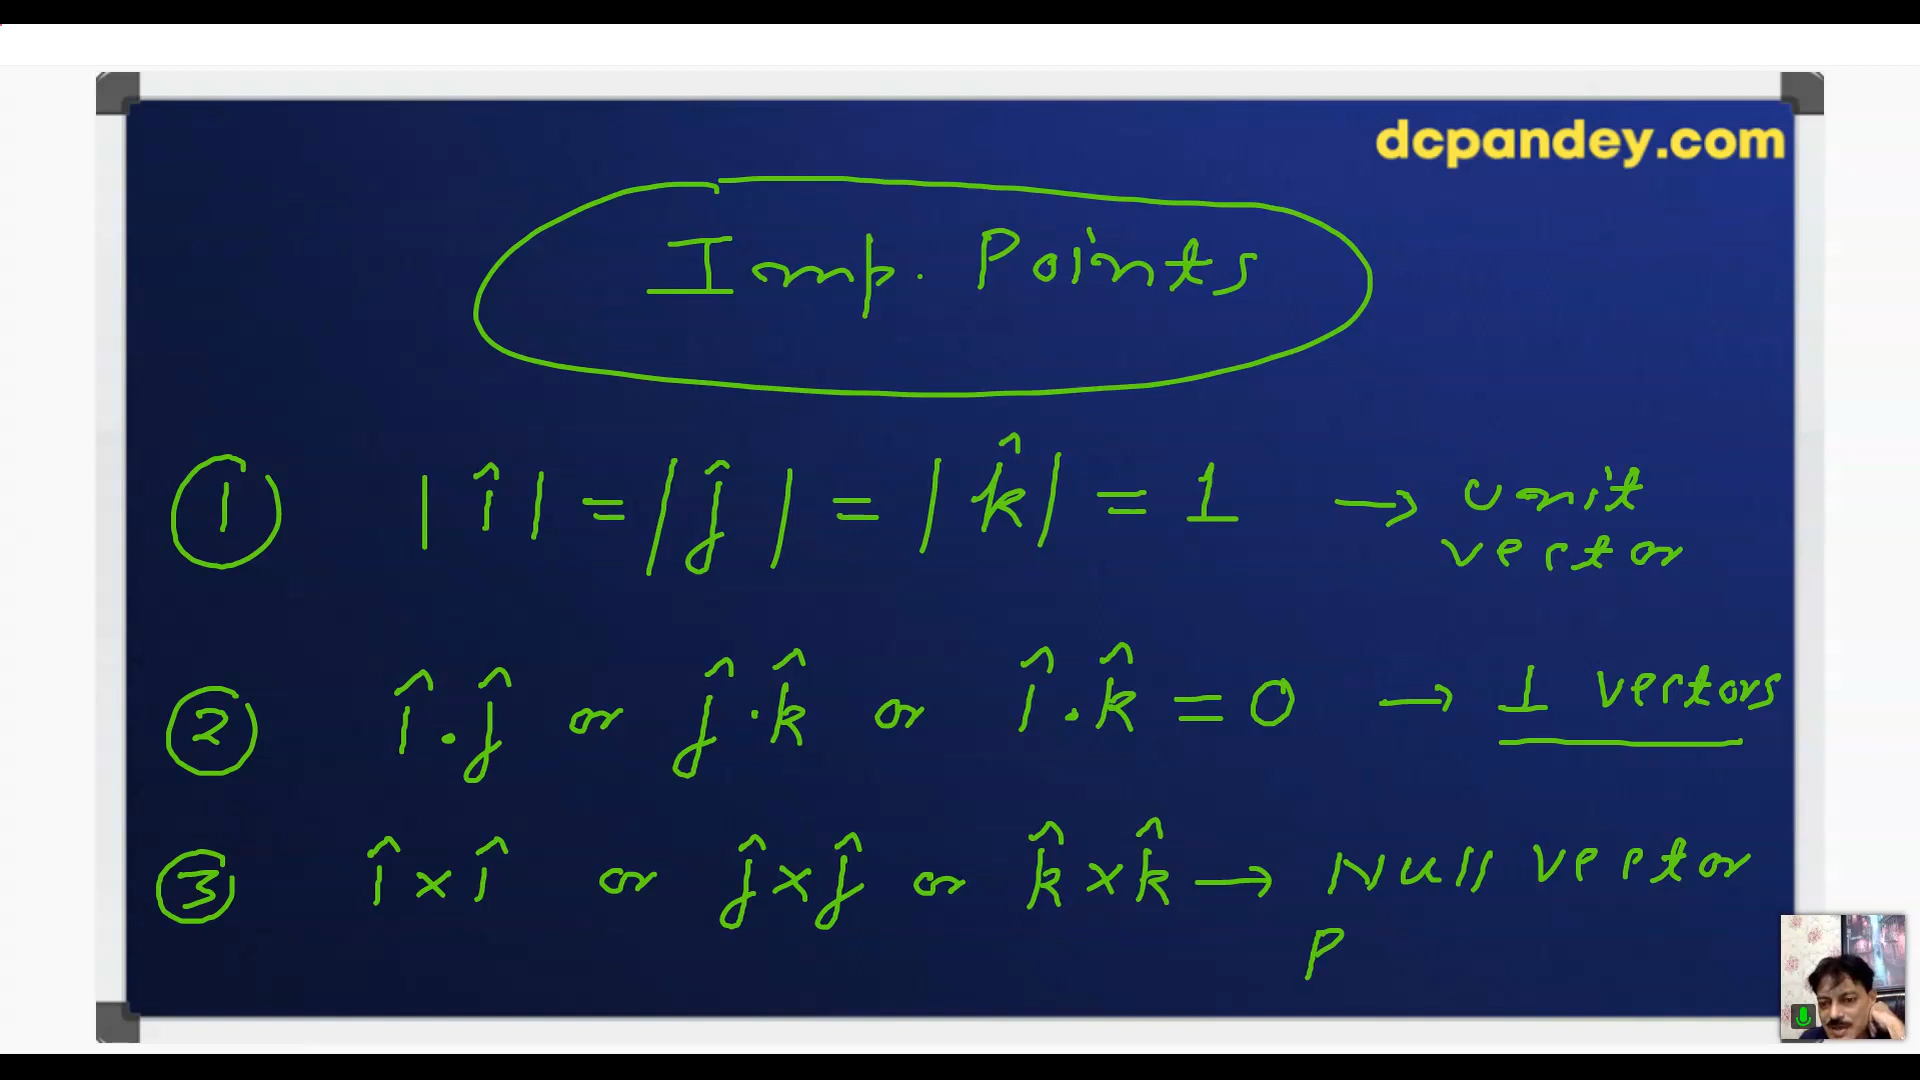 dcpandey.com
Imp. Points
① |î| = |ĵ| = |k̂| = 1 → unit
vector
② î . ĵ or ĵ . k̂ or î . k̂ = 0 → ⊥ vectors
③ î × î or ĵ × ĵ or k̂ × k̂ → Null vector
P